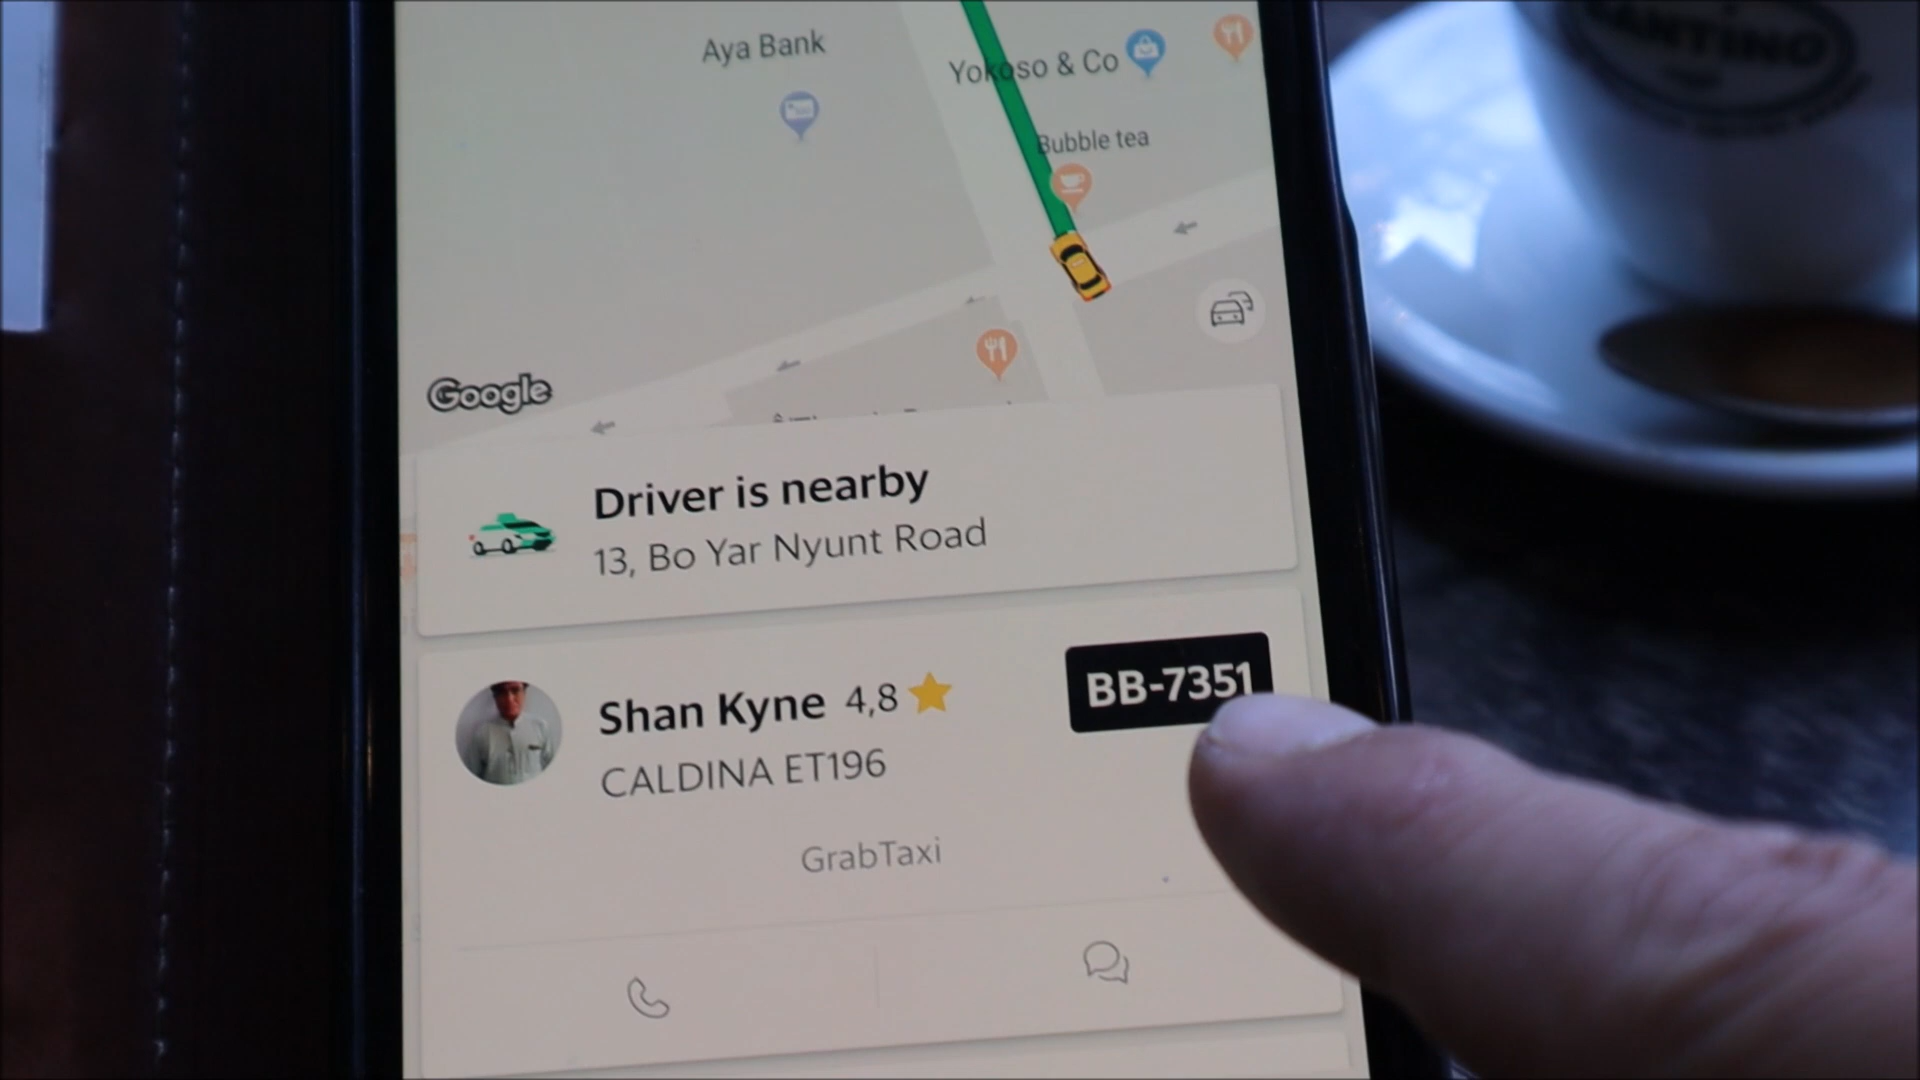 Aya Bank
Yokoso & Co
Bubble tea
Google
Driver is nearby
13, Bo Yar Nyunt Road
Shan Kyne 4,8
BB-7351
CALDINA ET196
GrabTaxi